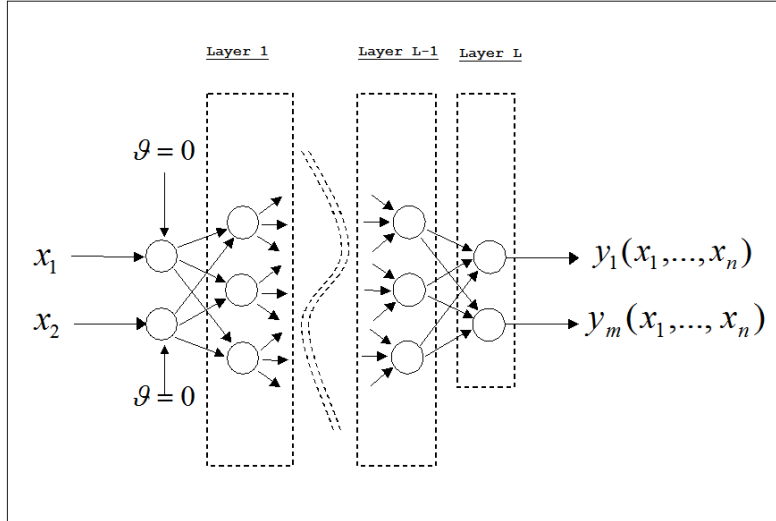 Layer 1
Layer L-1
Layer L
ϑ = 0
x₁
y₁(x₁,...,xₙ)
x₂
yₘ(x₁,...,xₙ)
ϑ = 0